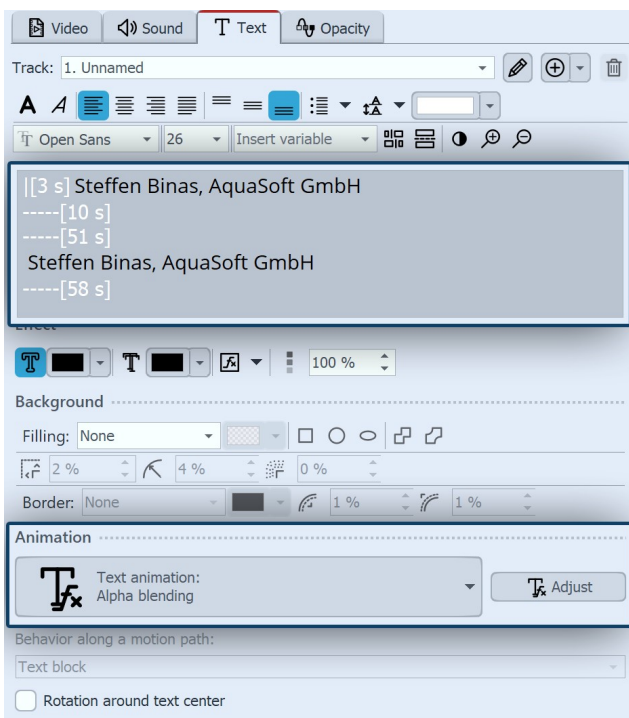 Video Sound Text Opacity
Track: 1. Unnamed
A A
Open Sans 26 Insert variable
|[3 s] Steffen Binas, AquaSoft GmbH
-----[10 s]
-----[51 s]
Steffen Binas, AquaSoft GmbH
-----[58 s]
Effect
100 %
Background
Filling: None
2 % 4 % 0 %
Border: None 1 % 1 %
Animation
Text animation:
Alpha blending
Adjust
Behavior along a motion path:
Text block
Rotation around text center